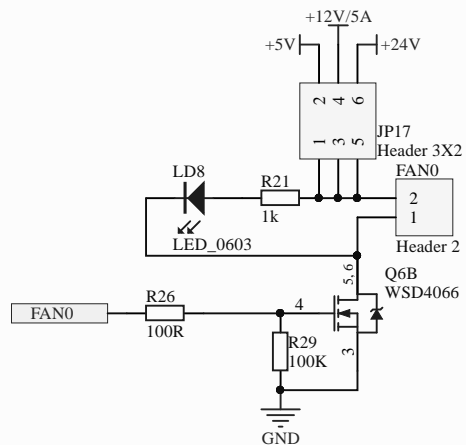 +12V/5A
+5V
+24V
2 4 6
1 3 5
JP17
Header 3X2
LD8
R21
FAN0
1k
2
1
LED_0603
Header 2
5, 6
Q6B
WSD4066
R26
4
FAN0
100R
R29
100K
3
GND